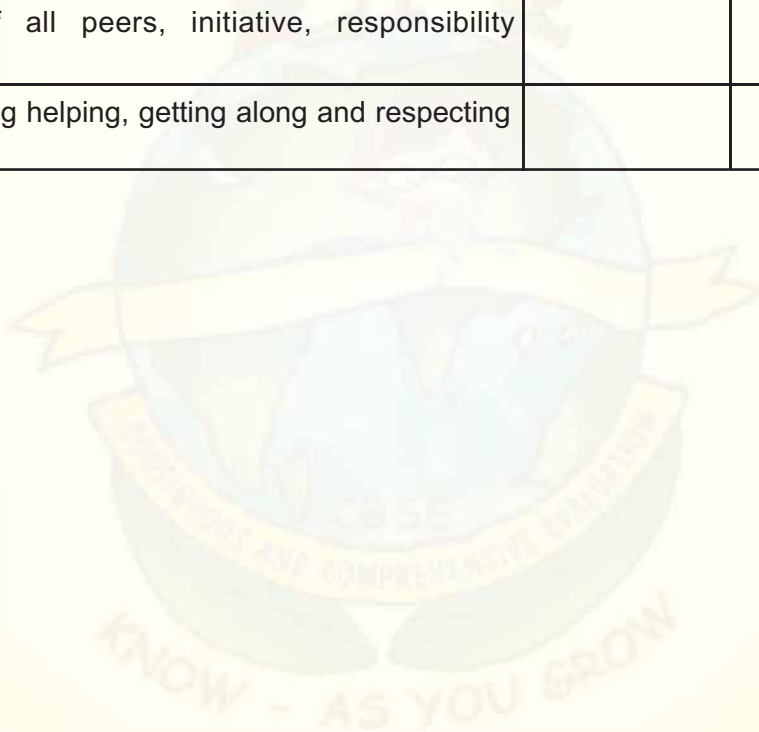 all peers, initiative, responsibility
helping, getting along and respecting
CONTINUOUS AND COMPREHENSIVE EVALUATION
CBSE
KNOW - AS YOU GROW